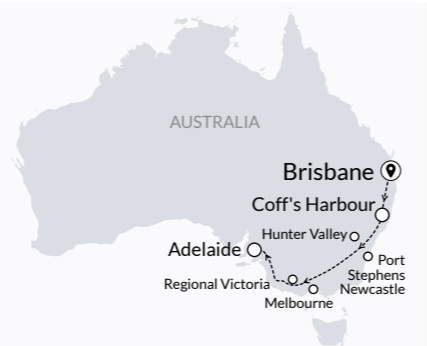 AUSTRALIA
Brisbane
Coff's Harbour
Hunter Valley
Adelaide
Port
Stephens
Newcastle
Regional Victoria
Melbourne